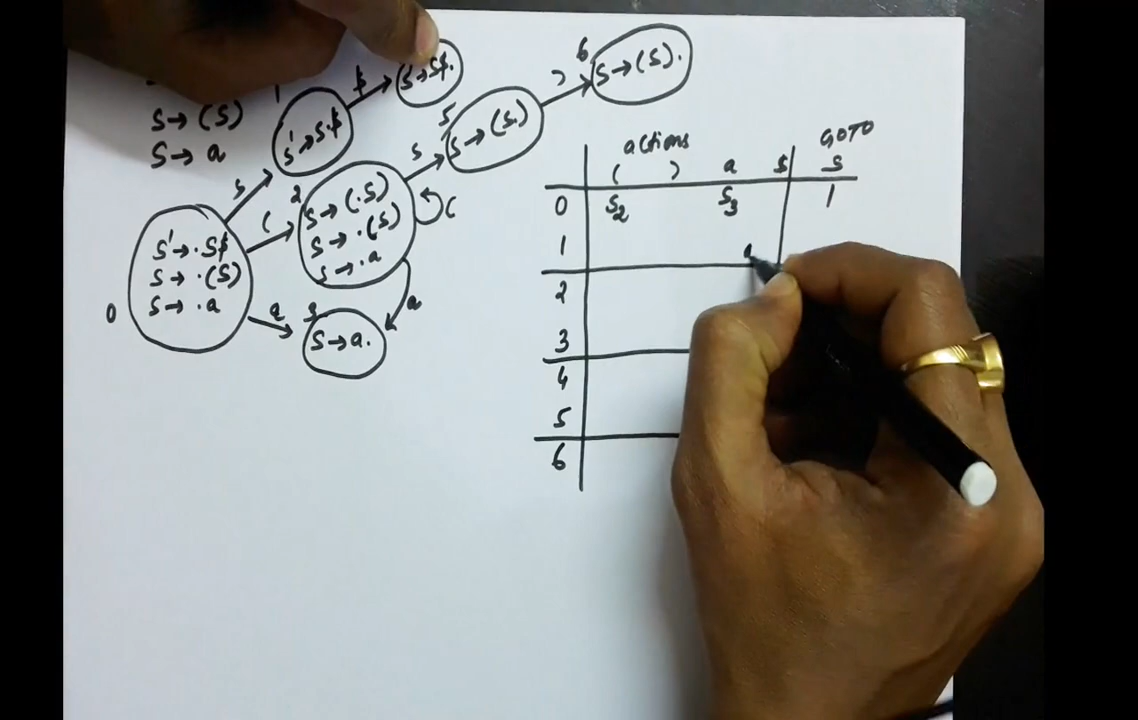 S→(S)
S→a
S'→.S$
S→.(S)
S→.a
0
S
(
a
1
S'→S.$
$
S→S$.
2
S→(.S)
S→.(S)
S→.a
(
a
3
S→a.
S
5
S→(S.)
)
6
S→(S).
actions GOTO
( ) a $ S
0 S2 S3 1
1
2
3
4
5
6